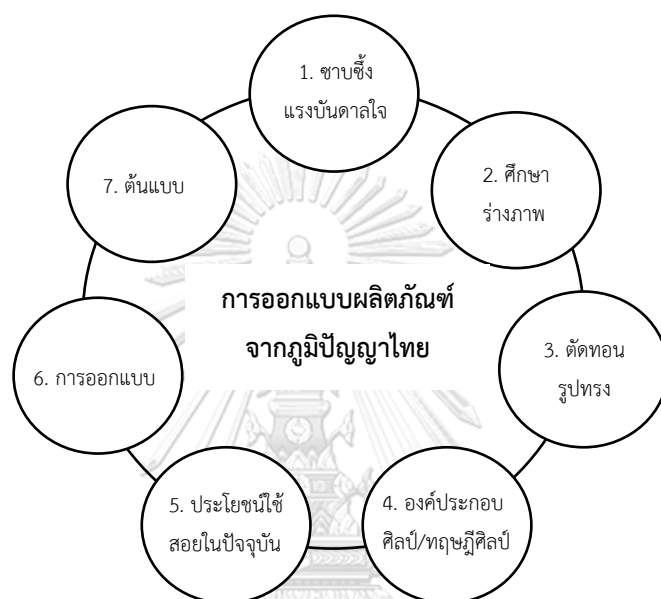 1. ซาบซึ้ง
แรงบันดาลใจ
2. ศึกษา
ร่างภาพ
3. ตัดทอน
รูปทรง
4. องค์ประกอบ
ศิลป์/ทฤษฎีศิลป์
5. ประโยชน์ใช้
สอยในปัจจุบัน
6. การออกแบบ
7. ต้นแบบ
การออกแบบผลิตภัณฑ์
จากภูมิปัญญาไทย